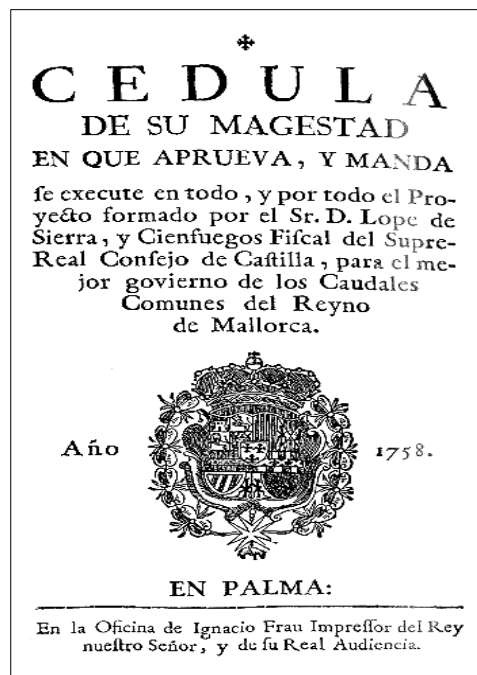 CEDULA
DE SU MAGESTAD
EN QUE APRUEVA, Y MANDA
ſe execute en todo, y por todo el Pro-
yecto formado por el Sr. D. Lope de
Sierra, y Cienfuegos Fiſcal del Supre-
Real Conſejo de Caſtilla, para el me-
jor govierno de los Caudales
Comunes del Reyno
de Mallorca.
Año 1758.
EN PALMA:
En la Oficina de Ignacio Frau Impreſſor del Rey
nueſtro Señor, y de ſu Real Audiencia.